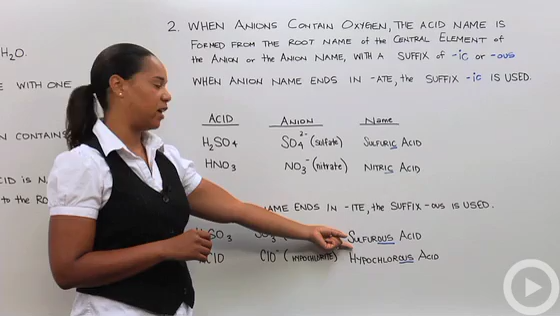 2. WHEN ANIONS CONTAIN OXYGEN, THE ACID NAME IS
FORMED FROM THE ROOT NAME of the CENTRAL ELEMENT of
the ANION or the ANION NAME, WITH A SUFFIX of -ic or -ous
H₂O.
WHEN ANION NAME ENDS IN -ATE, the SUFFIX -ic IS USED.
E WITH ONE
ACID ANION NAME
H₂SO₄ SO₄²⁻ (sulfate) SULFURIC ACID
N CONTAINS
HNO₃ NO₃⁻ (nitrate) NITRIC ACID
CID IS N
to the RO
NAME ENDS IN -ITE, the SUFFIX -OUS IS USED.
SO₃ SULFUROUS ACID
ClO ClO⁻ (HYPOCHLORITE) HYPOCHLOROUS ACID